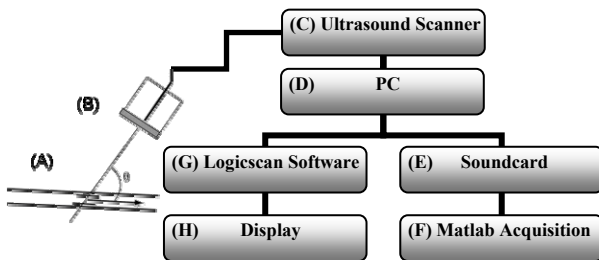 (C) Ultrasound Scanner
(D) PC
(B)
(A)
θ
(G) Logicscan Software
(E) Soundcard
(H) Display
(F) Matlab Acquisition